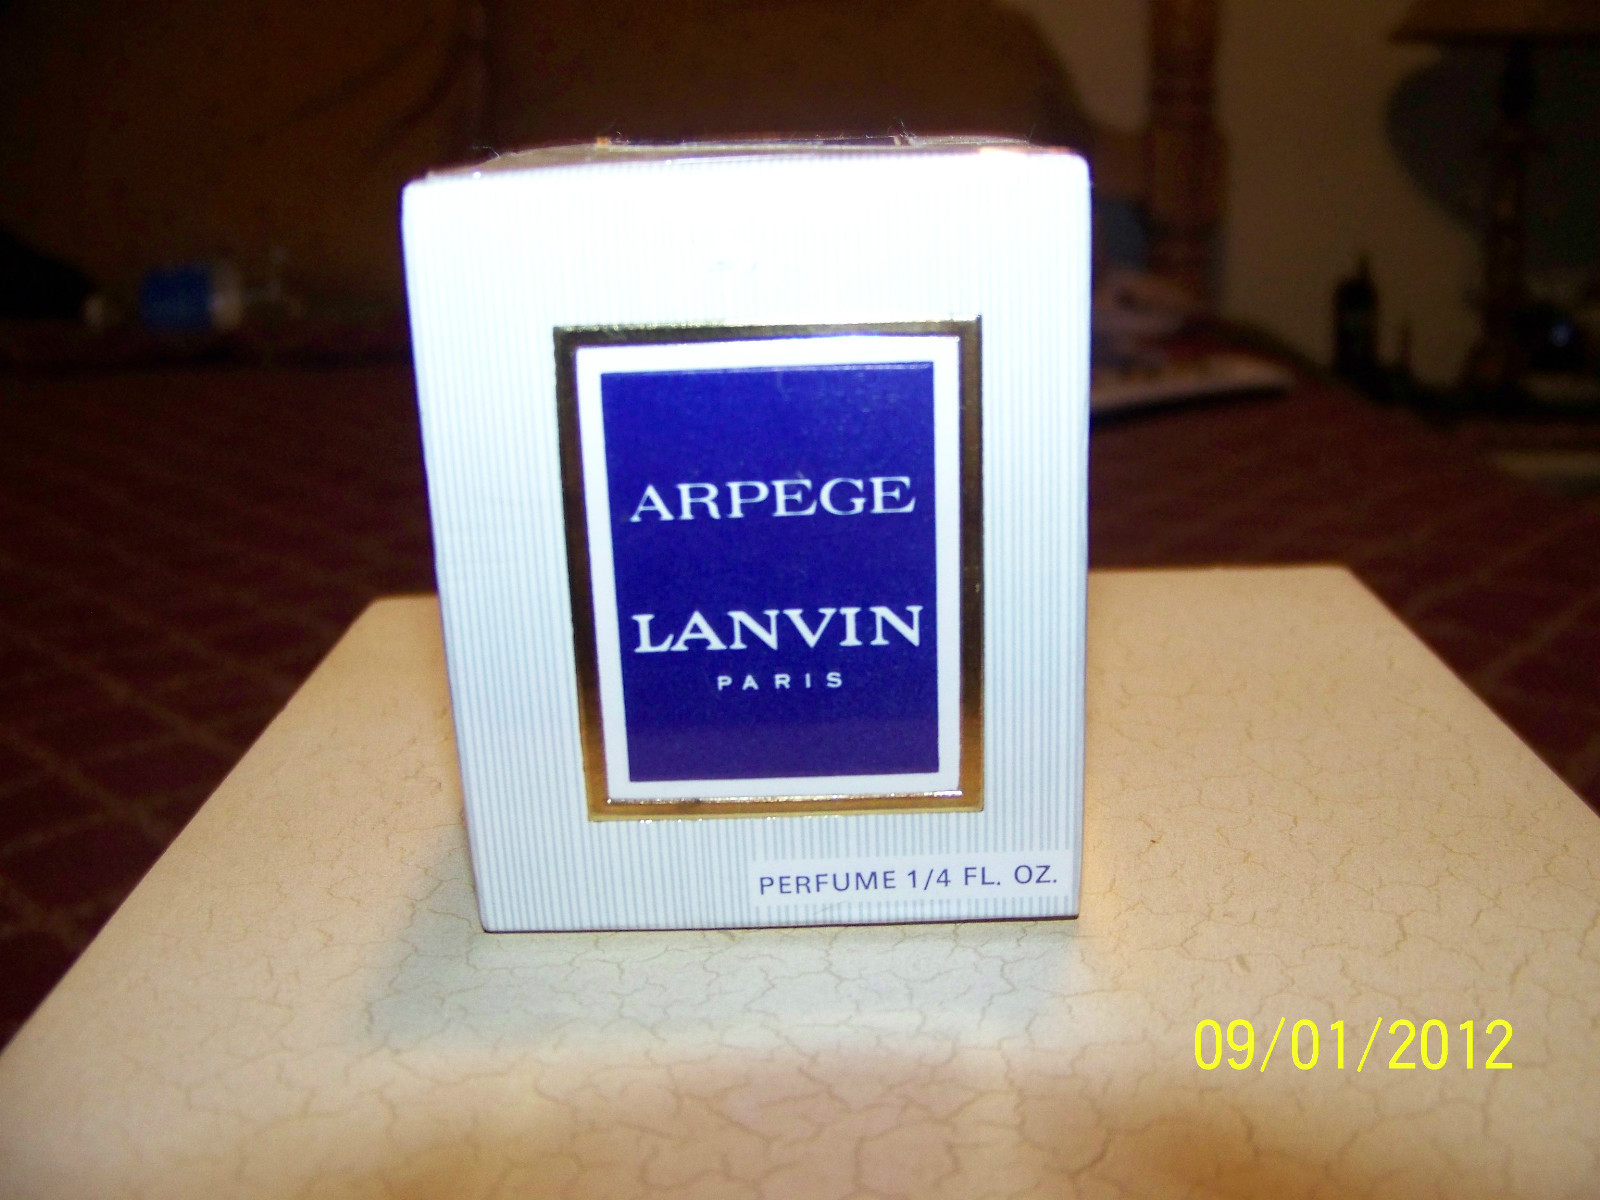 ARPEGE
LANVIN
PARIS
PERFUME 1/4 FL. OZ.
09/01/2012